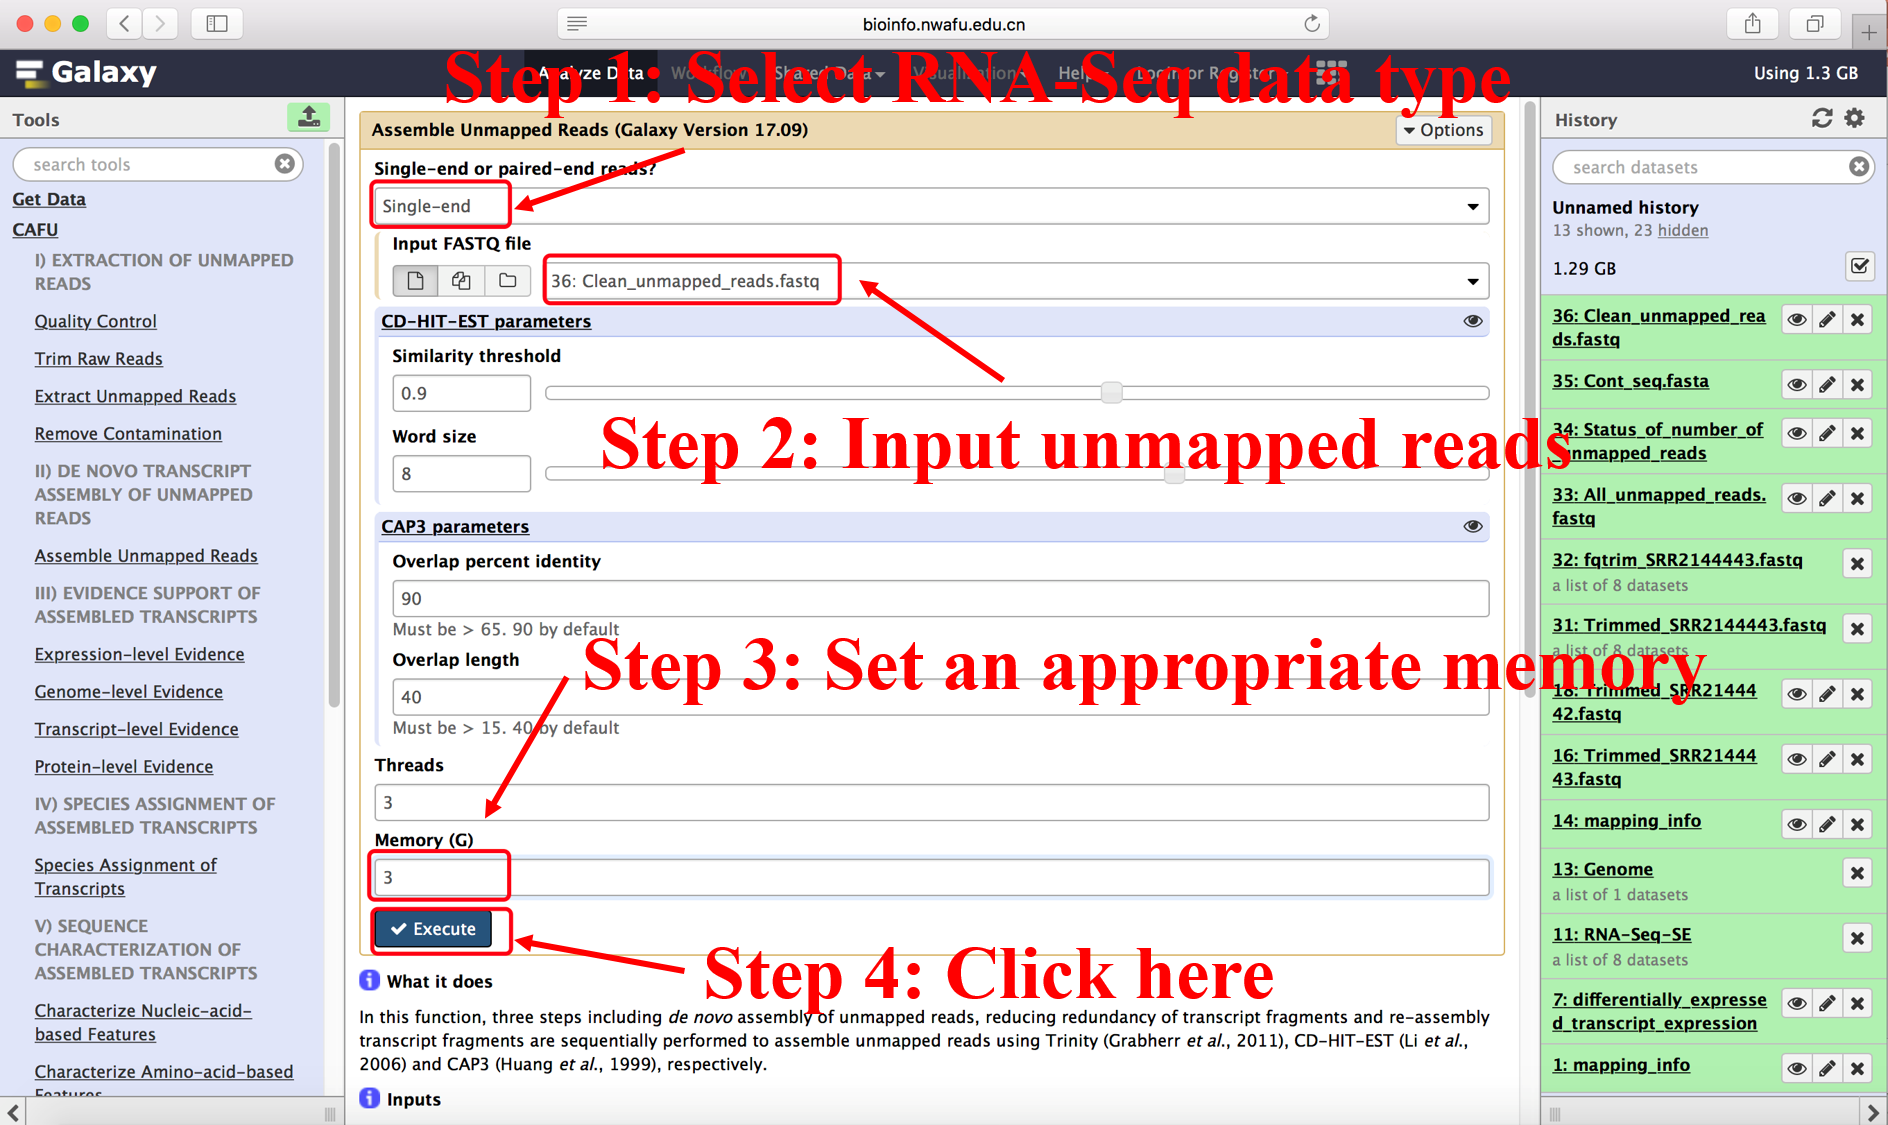 bioinfo.nwafu.edu.cn
Galaxy
Analyze Data
Workflow
Shared Data
Visualization
Help
Login or Register
Using 1.3 GB
Step 1: Select RNA-Seq data type
Tools
search tools
Get Data
CAFU
I) EXTRACTION OF UNMAPPED
READS
Quality Control
Trim Raw Reads
Extract Unmapped Reads
Remove Contamination
II) DE NOVO TRANSCRIPT
ASSEMBLY OF UNMAPPED
READS
Assemble Unmapped Reads
III) EVIDENCE SUPPORT OF
ASSEMBLED TRANSCRIPTS
Expression-level Evidence
Genome-level Evidence
Transcript-level Evidence
Protein-level Evidence
IV) SPECIES ASSIGNMENT OF
ASSEMBLED TRANSCRIPTS
Species Assignment of
Transcripts
V) SEQUENCE
CHARACTERIZATION OF
ASSEMBLED TRANSCRIPTS
Characterize Nucleic-acid-
based Features
Characterize Amino-acid-based
Features
Assemble Unmapped Reads (Galaxy Version 17.09)
Options
Single-end or paired-end reads?
Single-end
Input FASTQ file
36: Clean_unmapped_reads.fastq
CD-HIT-EST parameters
Similarity threshold
0.9
Step 2: Input unmapped reads
Word size
8
CAP3 parameters
Overlap percent identity
90
Must be > 65. 90 by default
Step 3: Set an appropriate memory
Overlap length
40
Must be > 15. 40 by default
Threads
3
Memory (G)
3
Execute
Step 4: Click here
What it does
In this function, three steps including de novo assembly of unmapped reads, reducing redundancy of transcript fragments and re-assembly
transcript fragments are sequentially performed to assemble unmapped reads using Trinity (Grabherr et al., 2011), CD-HIT-EST (Li et al.,
2006) and CAP3 (Huang et al., 1999), respectively.
Inputs
History
search datasets
Unnamed history
13 shown, 23 hidden
1.29 GB
36: Clean_unmapped_rea
ds.fastq
35: Cont_seq.fasta
34: Status_of_number_of
_unmapped_reads
33: All_unmapped_reads.
fastq
32: fqtrim_SRR2144443.fastq
a list of 8 datasets
31: Trimmed_SRR2144443.fastq
a list of 8 datasets
18: Trimmed_SRR21444
42.fastq
16: Trimmed_SRR21444
43.fastq
14: mapping_info
13: Genome
a list of 1 datasets
11: RNA-Seq-SE
a list of 8 datasets
7: differentially_expresse
d_transcript_expression
1: mapping_info